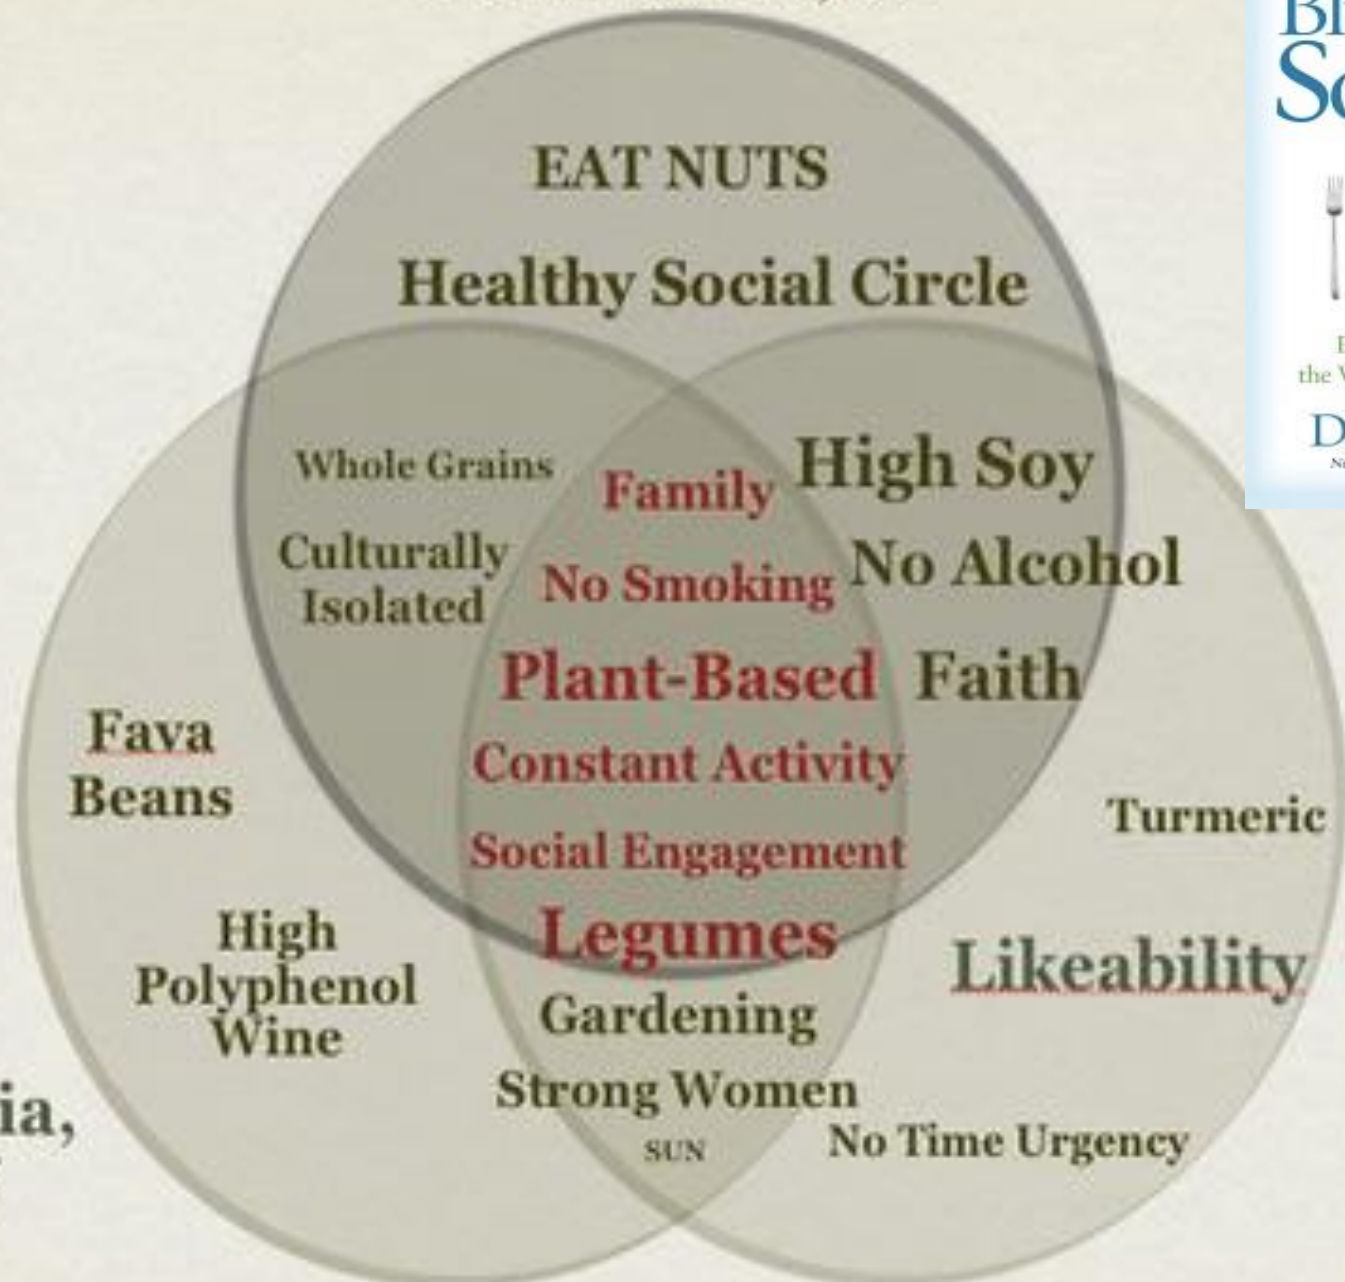 EAT NUTS
Healthy Social Circle
Whole Grains
Culturally
Isolated
Family
No Smoking
Plant-Based
Constant Activity
Social Engagement
Legumes
High Soy
No Alcohol
Faith
Fava
Beans
High
Polyphenol
Wine
Turmeric
Likeability
Gardening
Strong Women
SUN
No Time Urgency
ia,
the